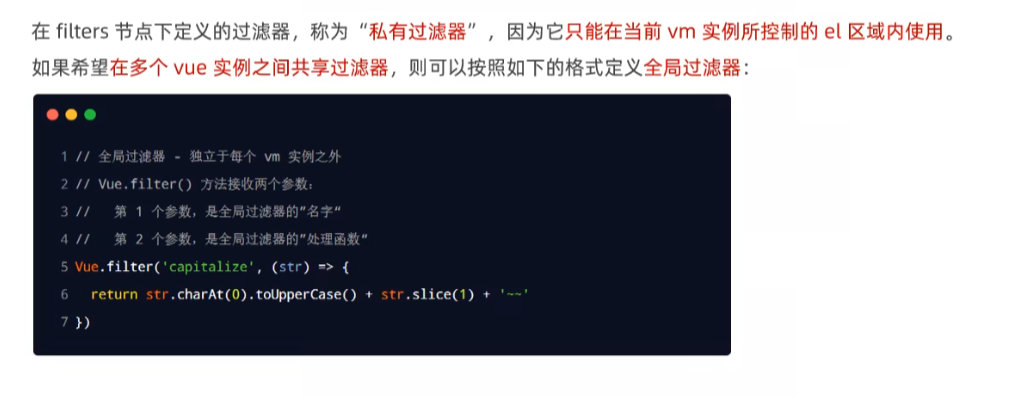 在 filters 节点下定义的过滤器，称为“私有过滤器”，因为它只能在当前 vm 实例所控制的 el 区域内使用。
如果希望在多个 vue 实例之间共享过滤器，则可以按照如下的格式定义全局过滤器：
1 // 全局过滤器 - 独立于每个 vm 实例之外
2 // Vue.filter() 方法接收两个参数：
3 //   第 1 个参数，是全局过滤器的"名字"
4 //   第 2 个参数，是全局过滤器的"处理函数"
5 Vue.filter('capitalize', (str) => {
6   return str.charAt(0).toUpperCase() + str.slice(1) + '~~'
7 })